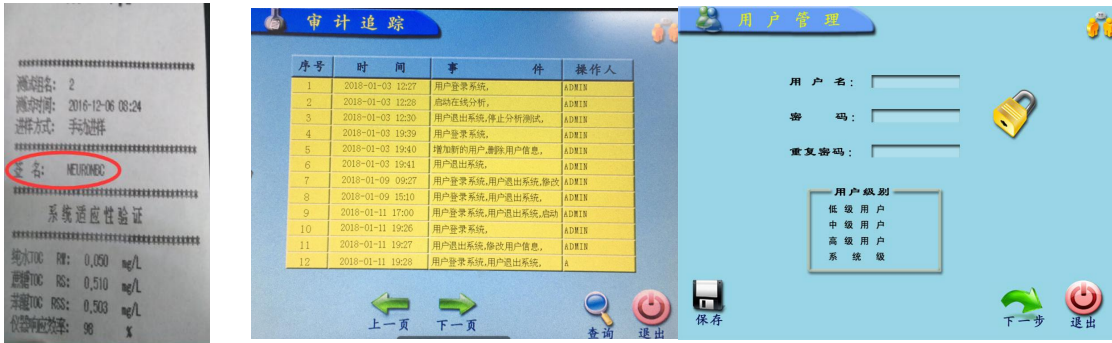 测试组名: 2
测试时间: 2016-12-06 08:24
进样方式: 手动进样
签 名: NEURONBC
系统适应性验证
纯水TOC RW: 0.050 mg/L
蔗糖TOC RS: 0.510 mg/L
苯醌TOC RSS: 0.503 mg/L
仪器响应效率: 98 %
审计追踪
序号 时 间 事 件 操作人
1 2018-01-03 12:27 用户登录系统, ADMIN
2 2018-01-03 12:28 启动在线分析, ADMIN
3 2018-01-03 12:30 用户退出系统,停止分析测试, ADMIN
4 2018-01-03 19:39 用户登录系统, ADMIN
5 2018-01-03 19:40 增加新的用户,删除用户信息, ADMIN
6 2018-01-03 19:41 用户退出系统, ADMIN
7 2018-01-09 09:27 用户登录系统,用户退出系统,修改 ADMIN
8 2018-01-09 15:10 用户登录系统,用户退出系统, ADMIN
9 2018-01-11 17:00 用户登录系统,用户退出系统,启动 ADMIN
10 2018-01-11 19:26 用户登录系统, ADMIN
11 2018-01-11 19:27 用户退出系统,修改用户信息, ADMIN
12 2018-01-11 19:28 用户登录系统,用户退出系统, A
上一页 下一页 查询 退出
用户管理
用 户 名:
密 码:
重复密码:
用户级别
低级用户
中级用户
高级用户
系 统 级
保存 下一步 退出